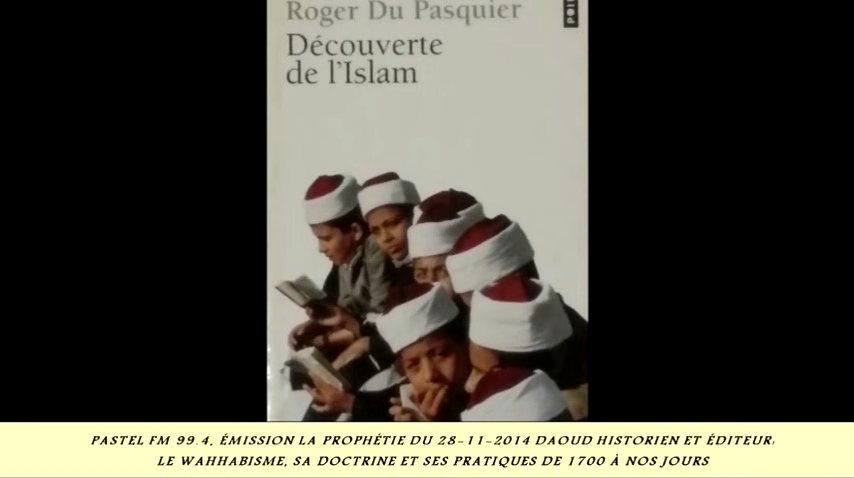 Roger Du Pasquier
Découverte
de l'Islam
PASTEL FM 99.4, ÉMISSION LA PROPHÉTIE DU 28-11-2014 DAOUD HISTORIEN ET ÉDITEUR:
LE WAHHABISME, SA DOCTRINE ET SES PRATIQUES DE 1700 À NOS JOURS